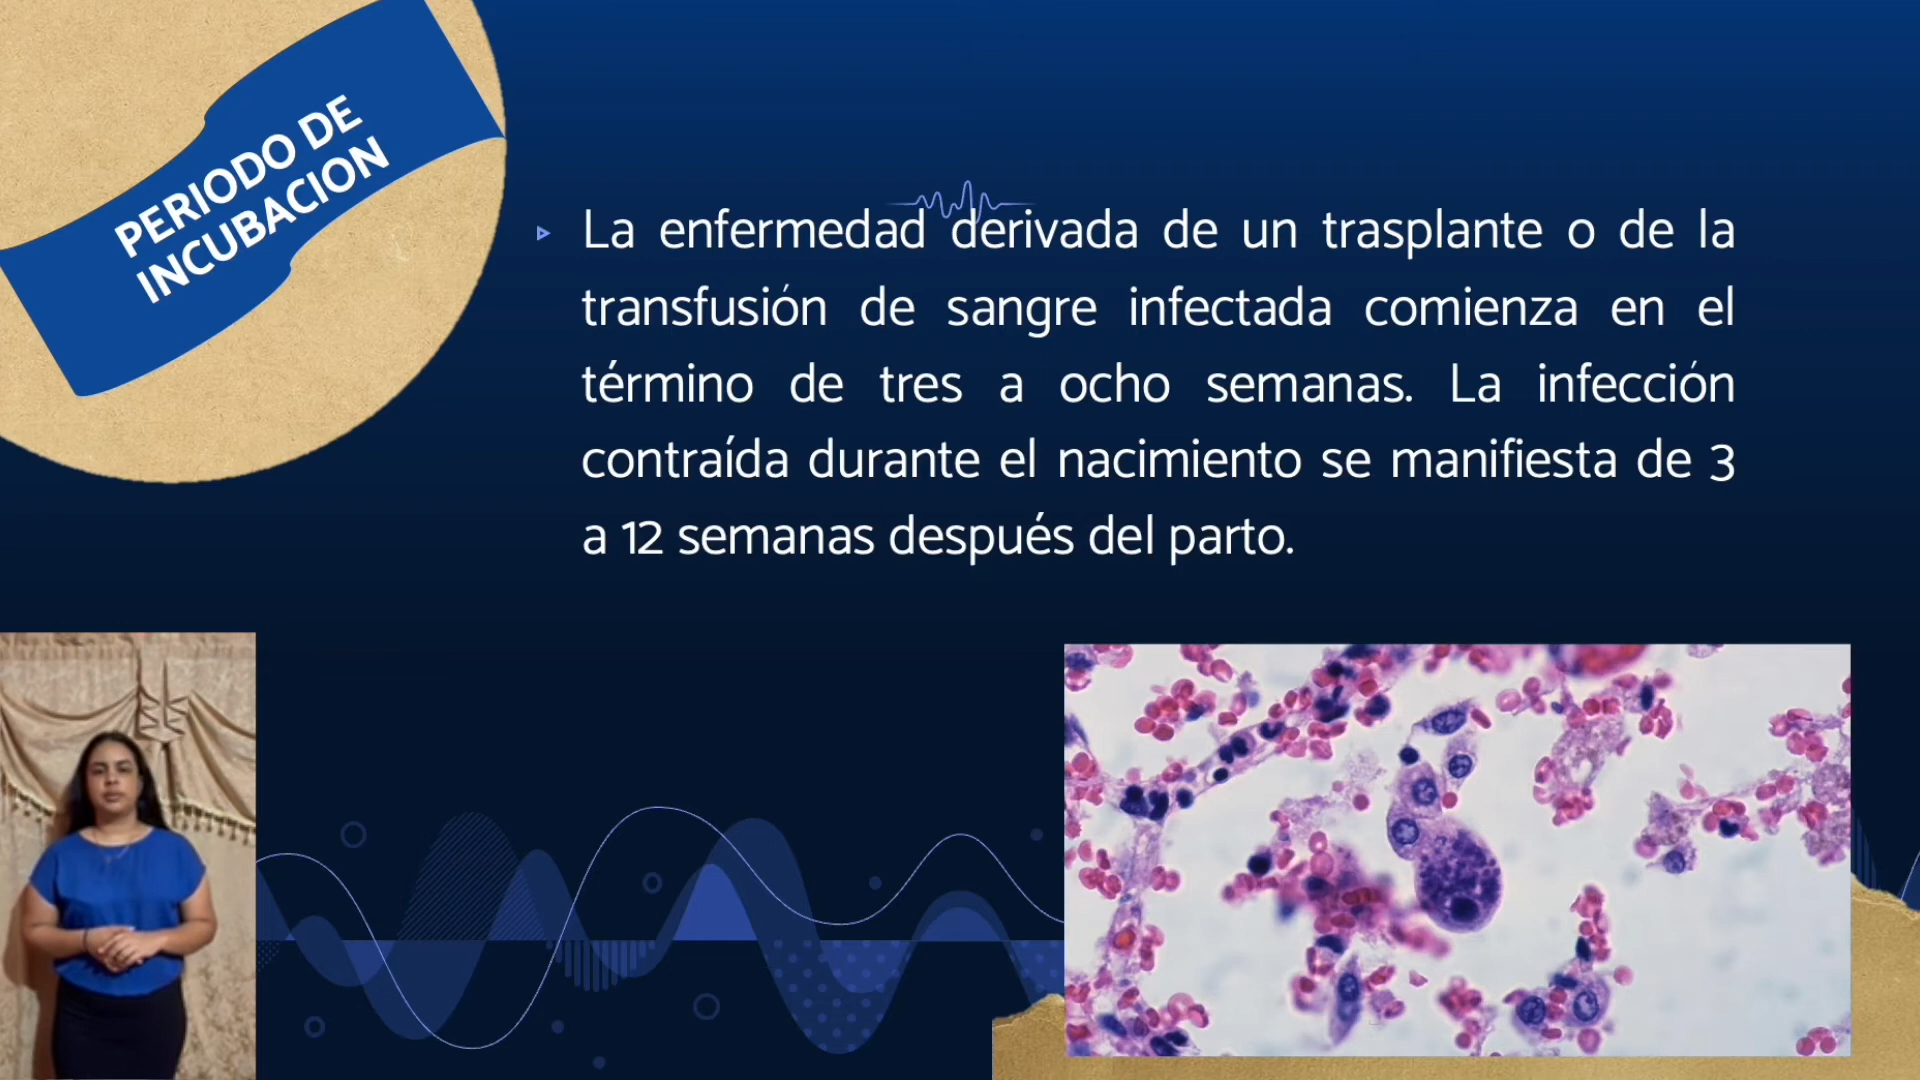 PERIODO DE
INCUBACION
La enfermedad derivada de un trasplante o de la
transfusión de sangre infectada comienza en el
término de tres a ocho semanas. La infección
contraída durante el nacimiento se manifiesta de 3
a 12 semanas después del parto.